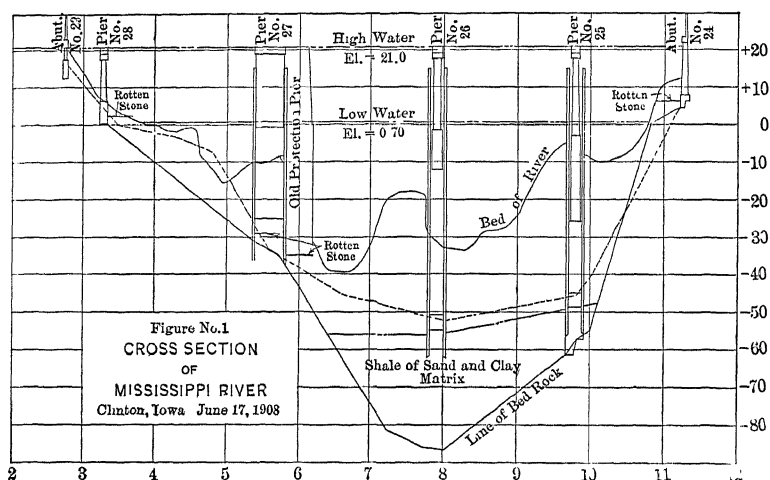 Abut.
No.29
Pier
No.
28
Pier
No.
27
High Water
El. = 21.0
Pier
No.
26
Pier
No.
25
Abut.
No.
24
Rotten
Stone
Low Water
El. = 0 70
Old Protection Pier
Bed of River
Rotten
Stone
Rotten
Stone
+20
+10
0
-10
-20
-30
-40
-50
-60
-70
-80
Figure No.1
CROSS SECTION
OF
MISSISSIPPI RIVER
Clinton, Iowa June 17, 1908
Shale of Sand and Clay
Matrix
Line of Bed Rock
2 3 4 5 6 7 8 9 10 11